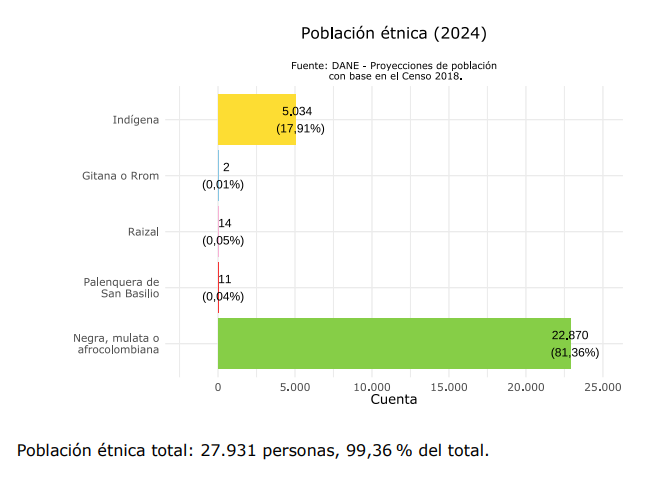 Población étnica (2024)
Fuente: DANE - Proyecciones de población
con base en el Censo 2018.
Indígena
5,034
(17,91%)
Gitana o Rrom
2
(0,01%)
Raizal
14
(0,05%)
Palenquera de
San Basilio
11
(0,04%)
Negra, mulata o
afrocolombiana
22,870
(81,36%)
0 5.000 10.000 15.000 20.000 25.000
Cuenta
Población étnica total: 27.931 personas, 99,36 % del total.